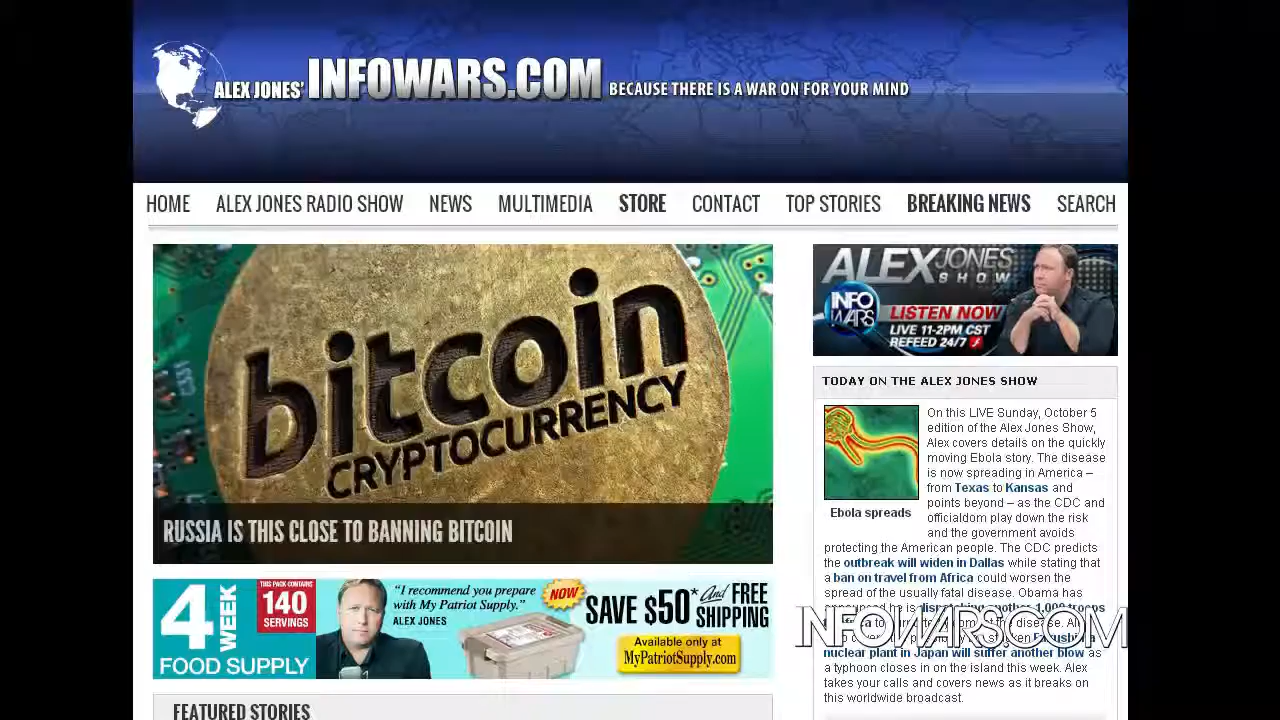 ALEX JONES' INFOWARS.COM BECAUSE THERE IS A WAR ON FOR YOUR MIND
HOME ALEX JONES RADIO SHOW NEWS MULTIMEDIA STORE CONTACT TOP STORIES BREAKING NEWS SEARCH
bitcoin
CRYPTOCURRENCY
RUSSIA IS THIS CLOSE TO BANNING BITCOIN
ALEX JONES
SHOW
INFO
WARS
LISTEN NOW
LIVE 11-2PM CST
REFEED 24/7
TODAY ON THE ALEX JONES SHOW
On this LIVE Sunday, October 5
edition of the Alex Jones Show,
Alex covers details on the quickly
moving Ebola story. The disease
is now spreading in America –
from Texas to Kansas and
points beyond – as the CDC and
officialdom play down the risk
and the government avoids
Ebola spreads
protecting the American people. The CDC predicts
the outbreak will widen in Dallas while stating that
a ban on travel from Africa could worsen the
spread of the usually fatal disease. Obama has
INFOWARS.COM
nuclear plant in Japan will suffer another blow as
a typhoon closes in on the island this week. Alex
takes your calls and covers news as it breaks on
this worldwide broadcast.
4 WEEK
FOOD SUPPLY
THIS PACK CONTAINS
140
SERVINGS
"I recommend you prepare
with My Patriot Supply."
ALEX JONES
NOW
SAVE $50* And FREE
SHIPPING
Available only at
MyPatriotSupply.com
FEATURED STORIES